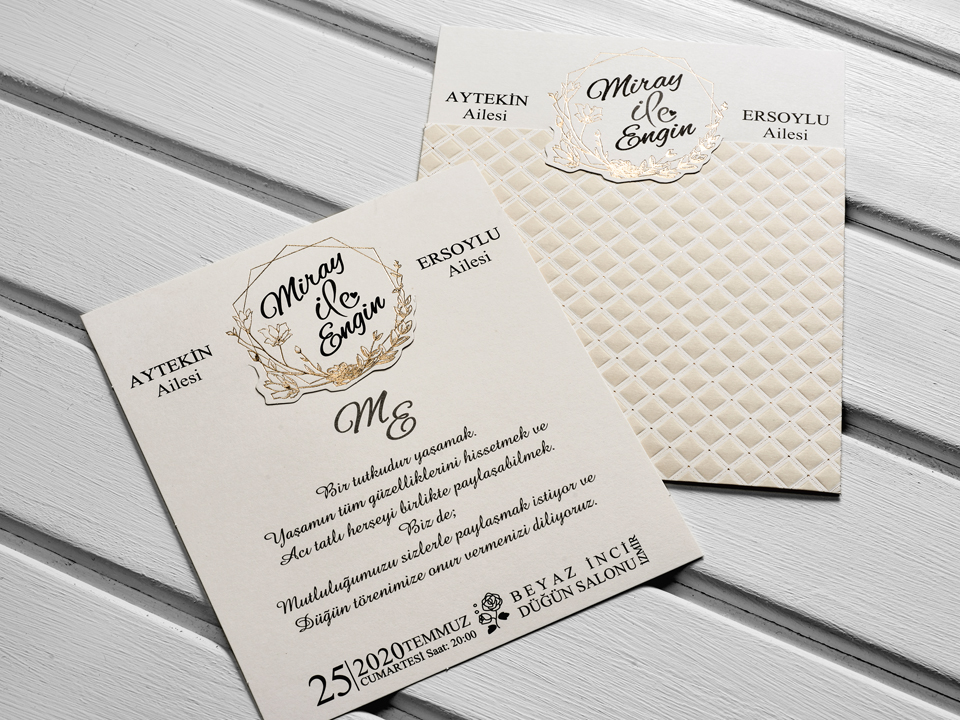 AYTEKİN
Ailesi
Miray
ile
Engin
ERSOYLU
Ailesi
AYTEKİN
Ailesi
Miray
ile
Engin
ERSOYLU
Ailesi
ME
Bir tutkudur yaşamak.
Yaşamın tüm güzelliklerini hissetmek ve
Acı tatlı herşeyi birlikte paylaşabilmek.
Biz de;
Mutluluğumuzu sizlerle paylaşmak istiyor ve
Düğün törenimize onur vermenizi diliyoruz.
25 2020 TEMMUZ
CUMARTESİ Saat: 20:00
BEYAZ İNCİ
DÜĞÜN SALONU
İZMİR